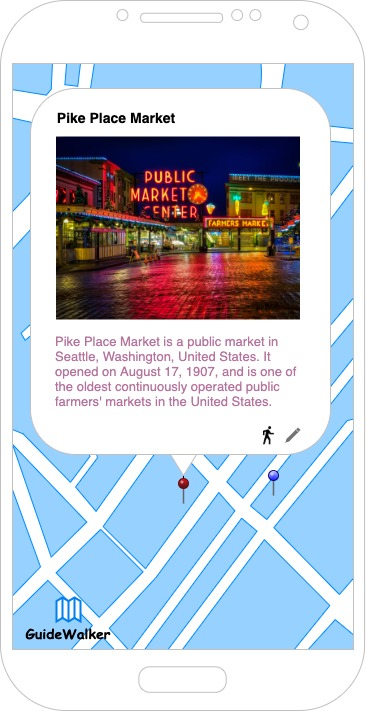 Pike Place Market
PUBLIC
MARKET
CENTER
MEET THE PRODUCER
FARMERS MARKET
Pike Place Market is a public market in
Seattle, Washington, United States. It
opened on August 17, 1907, and is one of
the oldest continuously operated public
farmers' markets in the United States.
GuideWalker